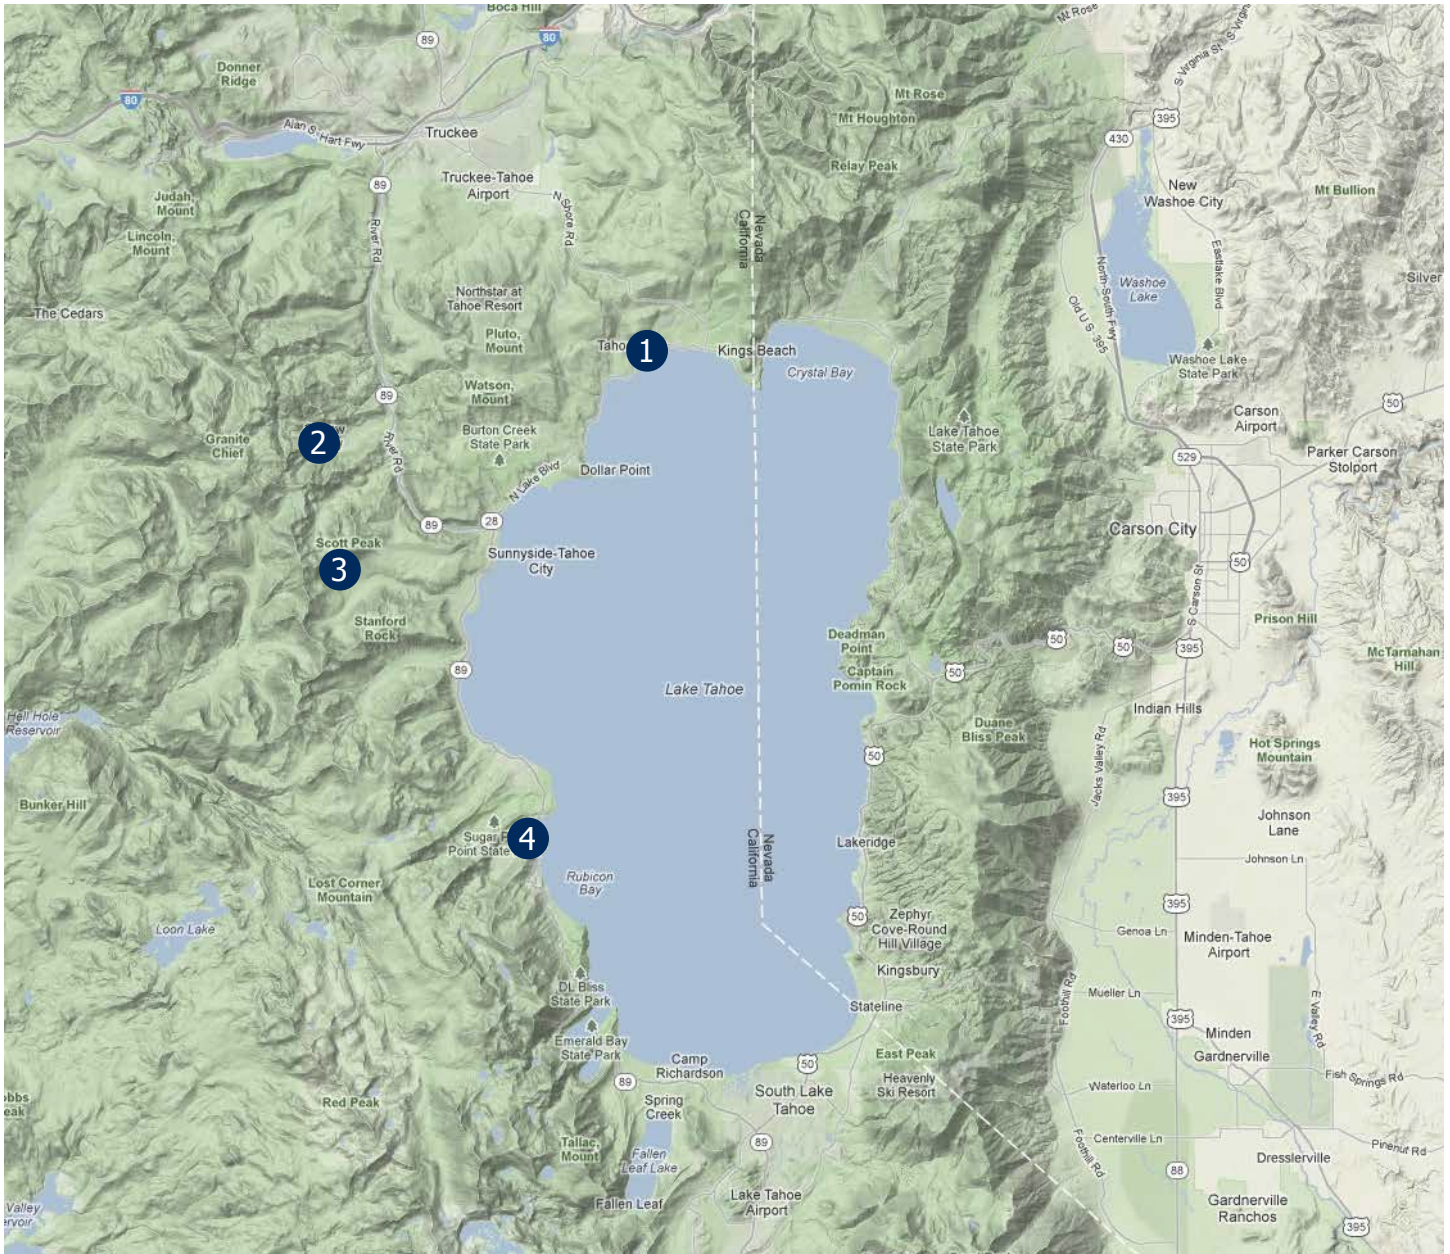 Boca Hill
Mt Rose
S Virginia St
S Virginia
89
80
Donner
Ridge
80
Mt Rose
Alan S. Hart Fwy
Truckee
Mt Houghton
395
430
Relay Peak
Truckee-Tahoe
Airport
89
New
Washoe City
Mt Bullion
Judah,
Mount
N Shore Rd
River Rd
Lincoln,
Mount
Nevada
California
Eastlake Blvd
North-South Fwy
Washoe
Lake
Silver
Northstar at
Tahoe Resort
Old U.S. 395
The Cedars
Pluto,
Mount
1
Kings Beach
Crystal Bay
Washoe Lake
State Park
Watson,
Mount
89
50
Carson
Airport
2
Granite
Chief
River Rd
Burton Creek
State Park
Lake Tahoe
State Park
Parker Carson
Stolport
529
Dollar Point
N Lake Blvd
89
28
Carson City
Scott Peak
Sunnyside-Tahoe
City
50
3
S Carson St
Stanford
Rock
Prison Hill
Deadman
Point
50
50
395
McTarnahan
Hill
89
Captain
Pomin Rock
50
Lake Tahoe
Indian Hills
Hell Hole
Reservoir
Duane
Bliss Peak
Jacks Valley Rd
Hot Springs
Mountain
50
395
Bunker Hill
Johnson
Lane
4
Sugar
Point State
Nevada
California
Lakeridge
Johnson Ln
Rubicon
Bay
Lost Corner
Mountain
395
50
Loon Lake
Zephyr
Cove-Round
Hill Village
Genoa Ln
Minden-Tahoe
Airport
Kingsbury
DL Bliss
State Park
Foothill Rd
Mueller Ln
E Valley Rd
Stateline
395
Emerald Bay
State Park
Minden
Camp
Richardson
50
East Peak
Gardnerville
89
Heavenly
Ski Resort
Fish Springs Rd
South Lake
Tahoe
Waterloo Ln
Red Peak
Spring
Creek
Tallac,
Mount
89
Foothill Rd
Centerville Ln
Pinenut Rd
Fallen
Leaf Lake
Dresslerville
88
Valley
Fallen Leaf
Lake Tahoe
Airport
Gardnerville
Ranchos
395